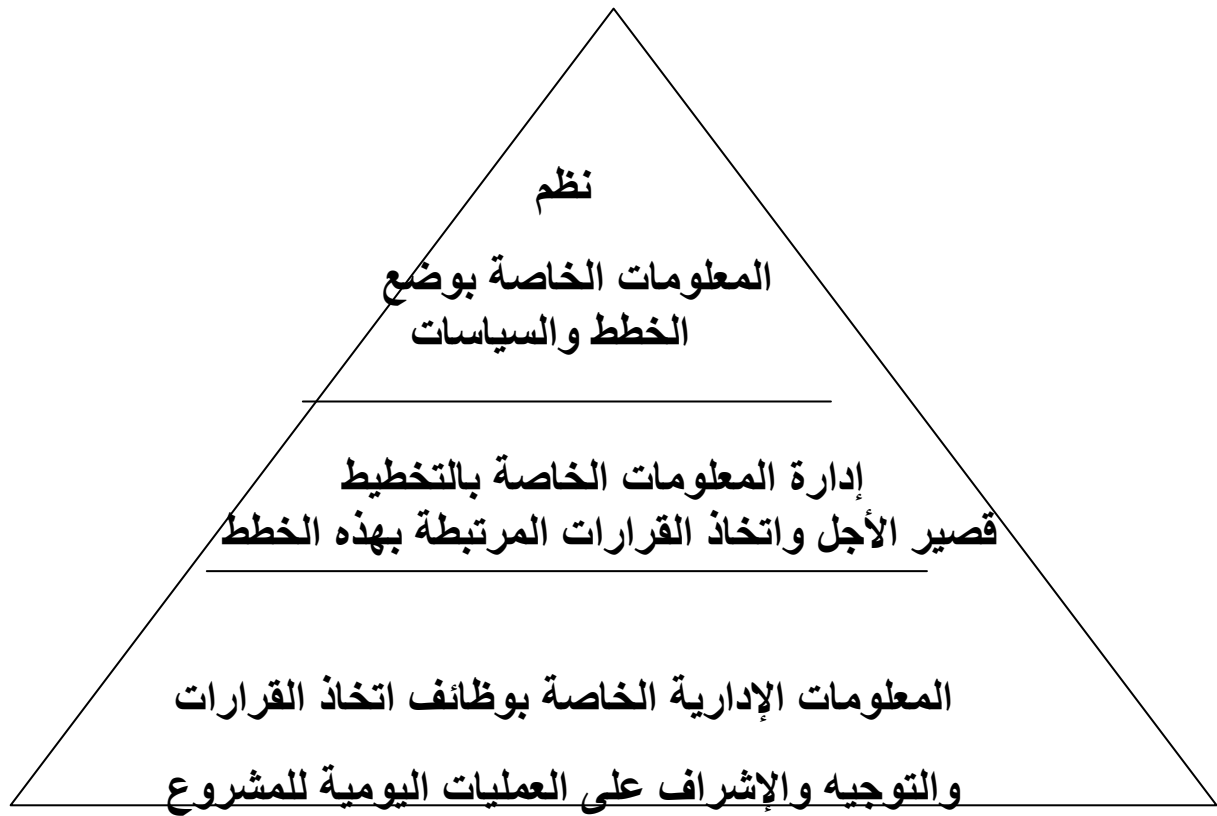 نظم
المعلومات الخاصة بوضع
الخطط والسياسات
إدارة المعلومات الخاصة بالتخطيط
قصير الأجل واتخاذ القرارات المرتبطة بهذه الخطط
المعلومات الإدارية الخاصة بوظائف اتخاذ القرارات
والتوجيه والإشراف على العمليات اليومية للمشروع